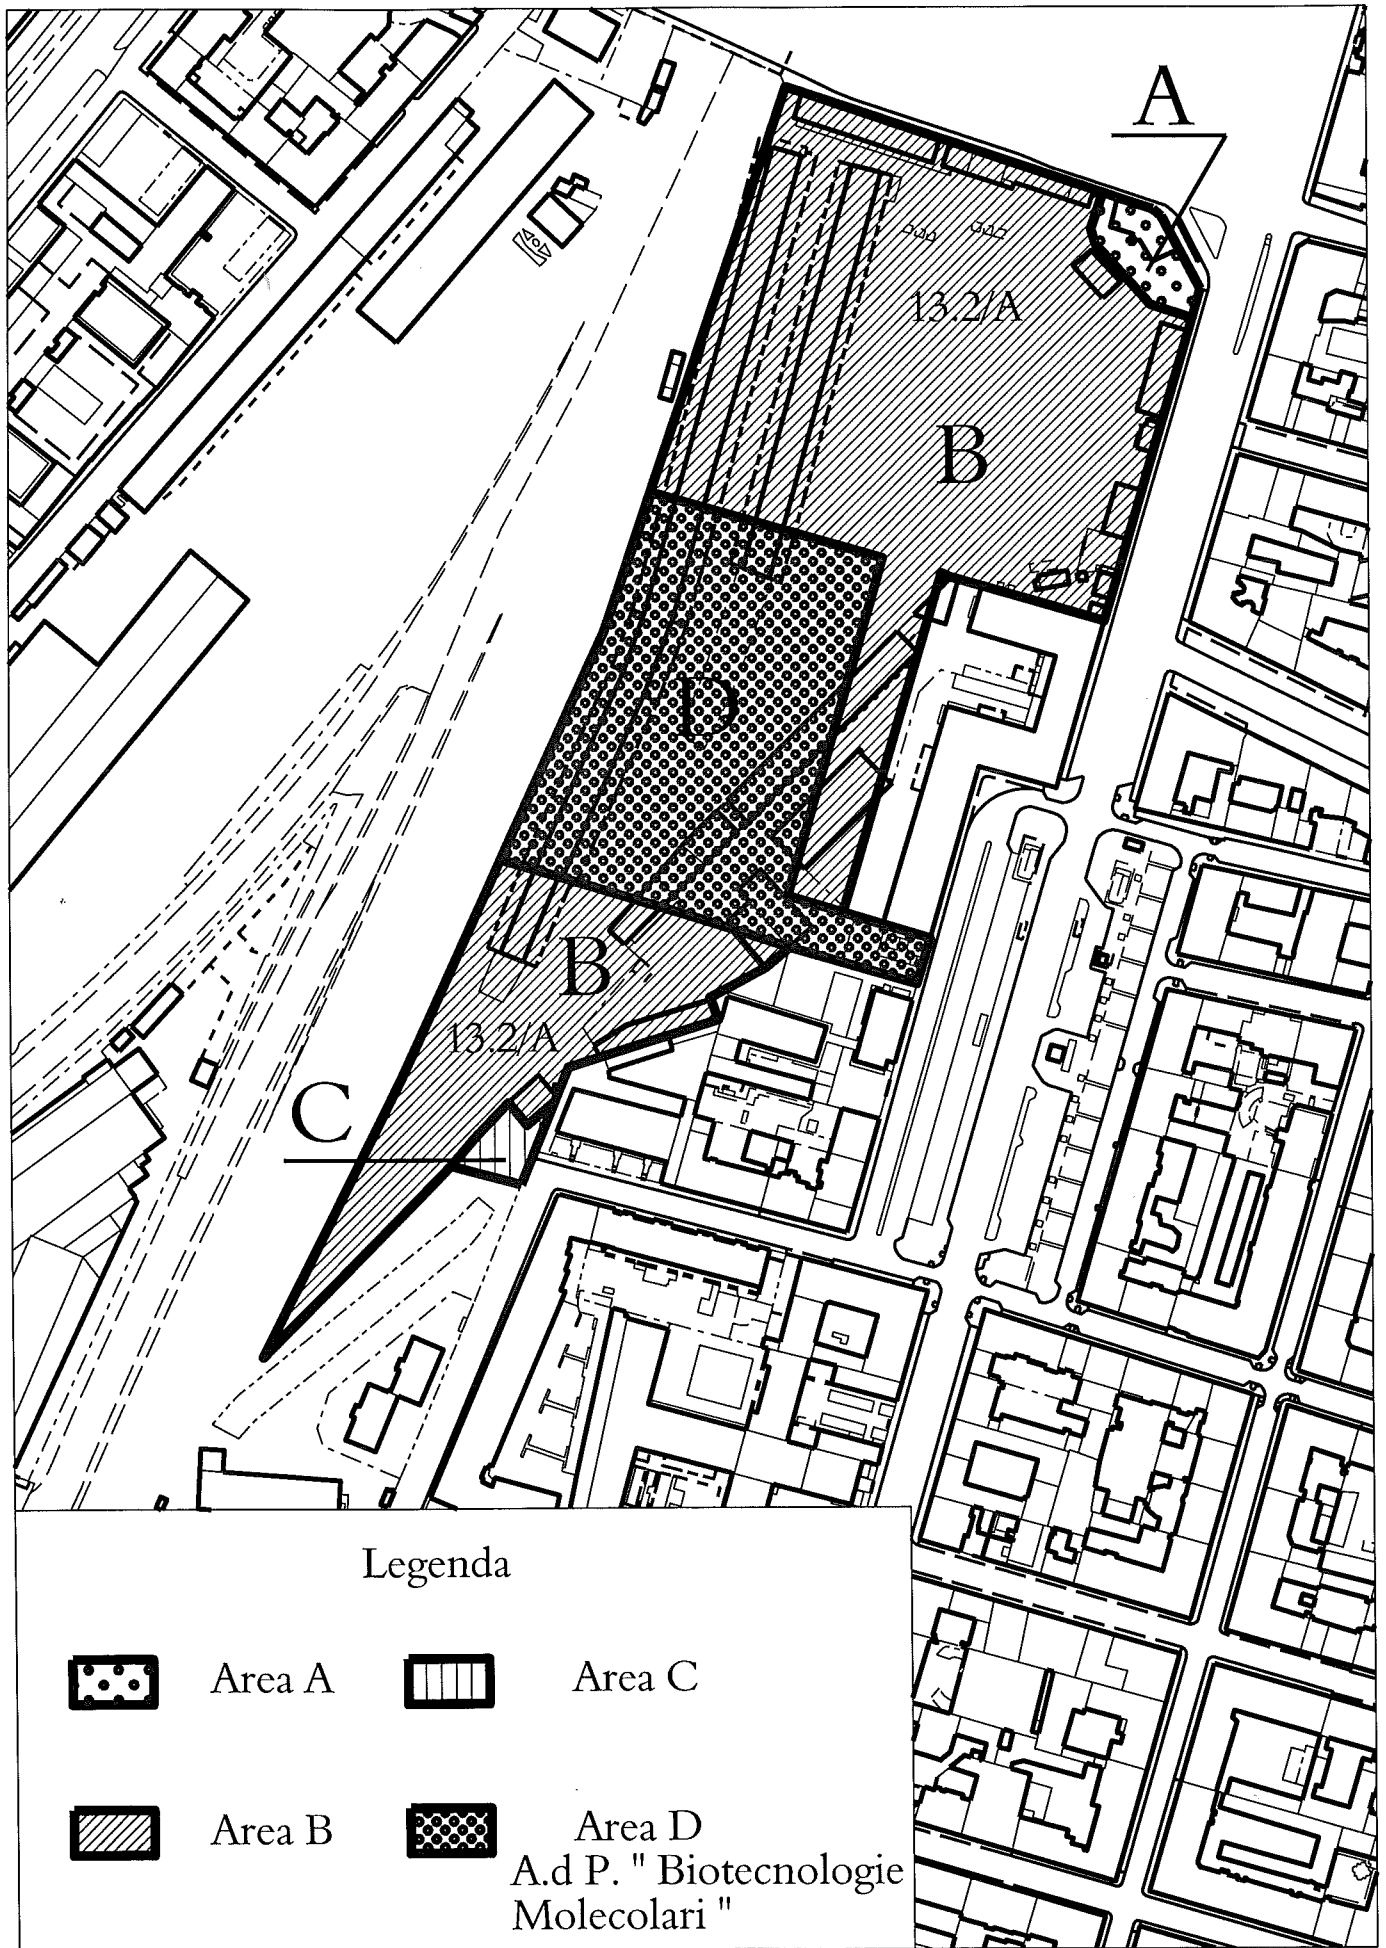 A
13.2/A
B
D
B
13.2/A
C
Legenda
Area A
Area C
Area B
Area D
A.d P. " Biotecnologie
Molecolari "